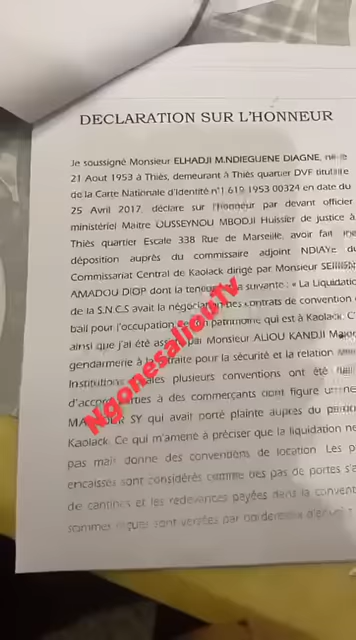 DECLARATION SUR L'HONNEUR
Je soussigné Monsieur ELHADJI M.NDIEGUENE DIAGNE, né le
21 Aout 1953 à Thiès, demeurant à Thiès quartier DVF titulaire
de la Carte Nationale d'Identité n°1 619 1953 00324 en date du
25 Avril 2017, déclare sur l'honneur par devant officier
ministériel Maitre OUSSEYNOU MBODJ Huissier de justice à
Thiès quartier Escale 338 Rue de Marseille, avoir fait
déposition auprès du commissaire adjoint NDIAYE du
Commissariat Central de Kaolack dirigé par Monsieur
AMADOU DIOP dont la teneur suivante : « La Liquidation
de la S.N.C.S avait la négociation des contrats de convention
bail pour l'occupation patrimoine qui est à Kaolack. C'
ainsi que j'ai été assisté par Monsieur ALIOU KANDJI Major
gendarmerie à la retraite pour la sécurité et la relation
Institutions plusieurs conventions ont été
à des commerçants dont figure
SY qui avait porté plainte auprès du
Kaolack. Ce qui m'amène à préciser que la liquidation ne
pas mais donne des conventions de location. Les
encaissés sont considérés comme des pas de portes
de cantines et les redevances payées dans la
sont versées par
Ngonesaliou1tv